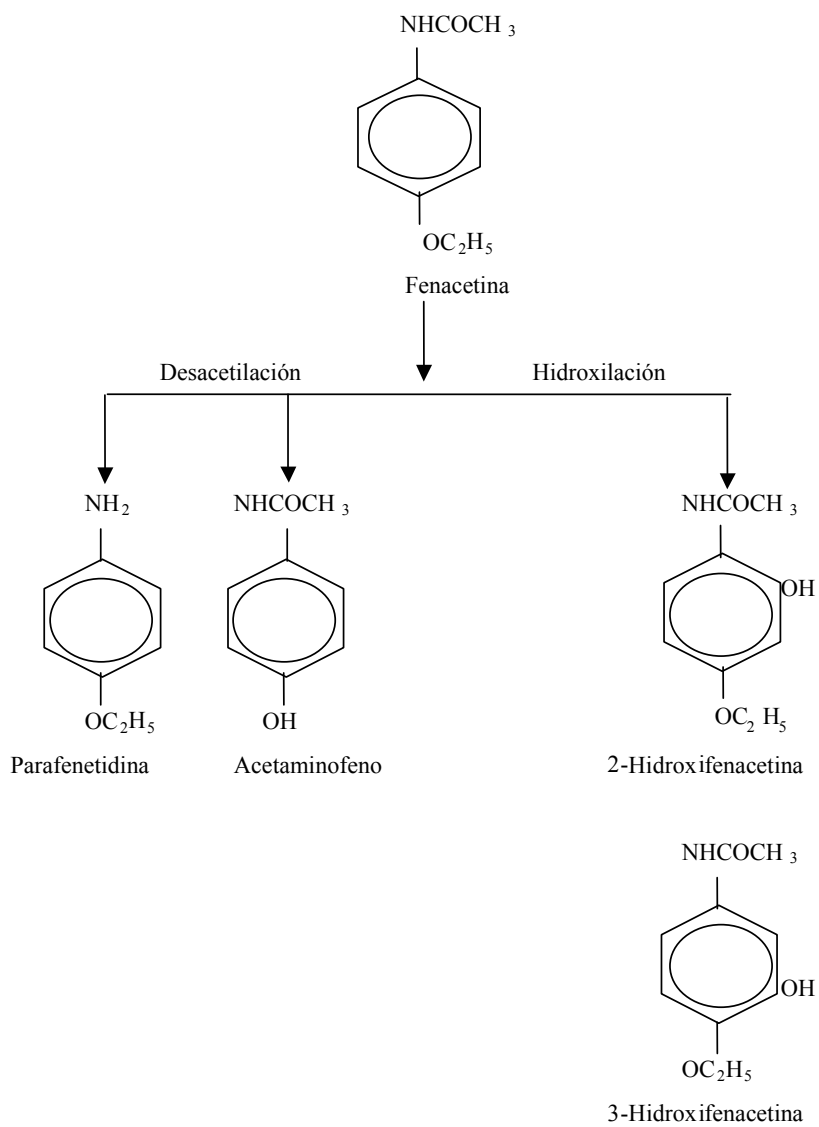 NHCOCH 3
OC2H5
Fenacetina
Desacetilación Hidroxilación
NH2 NHCOCH 3 NHCOCH 3
OH
OC2H5 OH OC2 H5
Parafenetidina Acetaminofeno 2-Hidroxifenacetina
NHCOCH 3
OH
OC2H5
3-Hidroxifenacetina